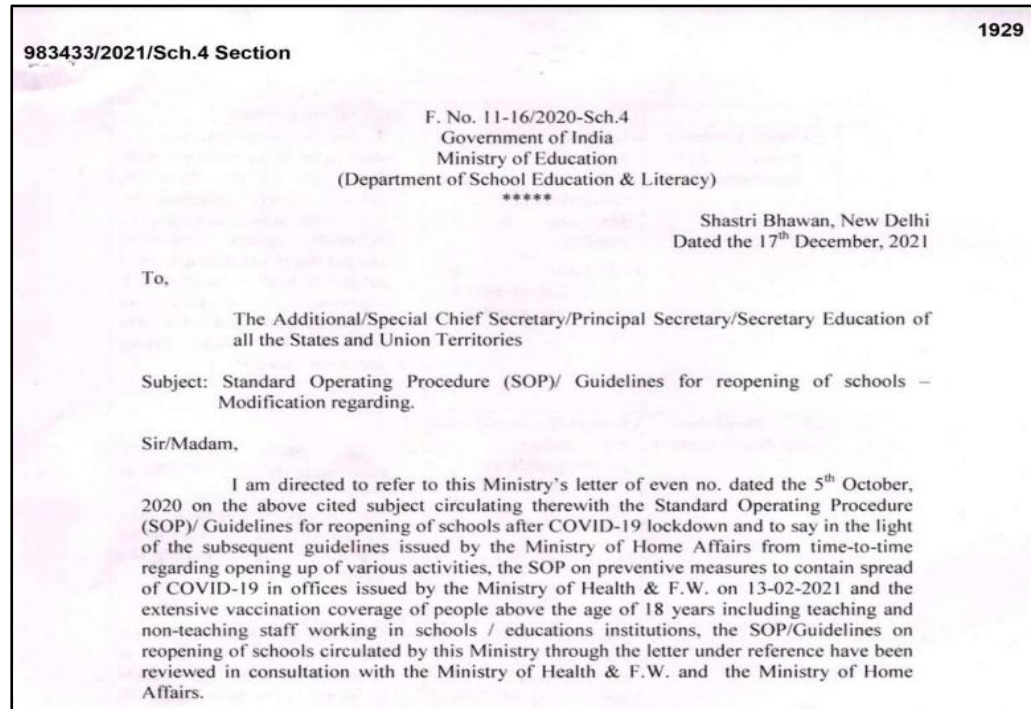 1929
983433/2021/Sch.4 Section
F. No. 11-16/2020-Sch.4
Government of India
Ministry of Education
(Department of School Education & Literacy)
*****
Shastri Bhawan, New Delhi
Dated the 17th December, 2021
To,
The Additional/Special Chief Secretary/Principal Secretary/Secretary Education of
all the States and Union Territories
Subject: Standard Operating Procedure (SOP)/ Guidelines for reopening of schools –
Modification regarding.
Sir/Madam,
I am directed to refer to this Ministry's letter of even no. dated the 5th October,
2020 on the above cited subject circulating therewith the Standard Operating Procedure
(SOP)/ Guidelines for reopening of schools after COVID-19 lockdown and to say in the light
of the subsequent guidelines issued by the Ministry of Home Affairs from time-to-time
regarding opening up of various activities, the SOP on preventive measures to contain spread
of COVID-19 in offices issued by the Ministry of Health & F.W. on 13-02-2021 and the
extensive vaccination coverage of people above the age of 18 years including teaching and
non-teaching staff working in schools / educations institutions, the SOP/Guidelines on
reopening of schools circulated by this Ministry through the letter under reference have been
reviewed in consultation with the Ministry of Health & F.W. and the Ministry of Home
Affairs.